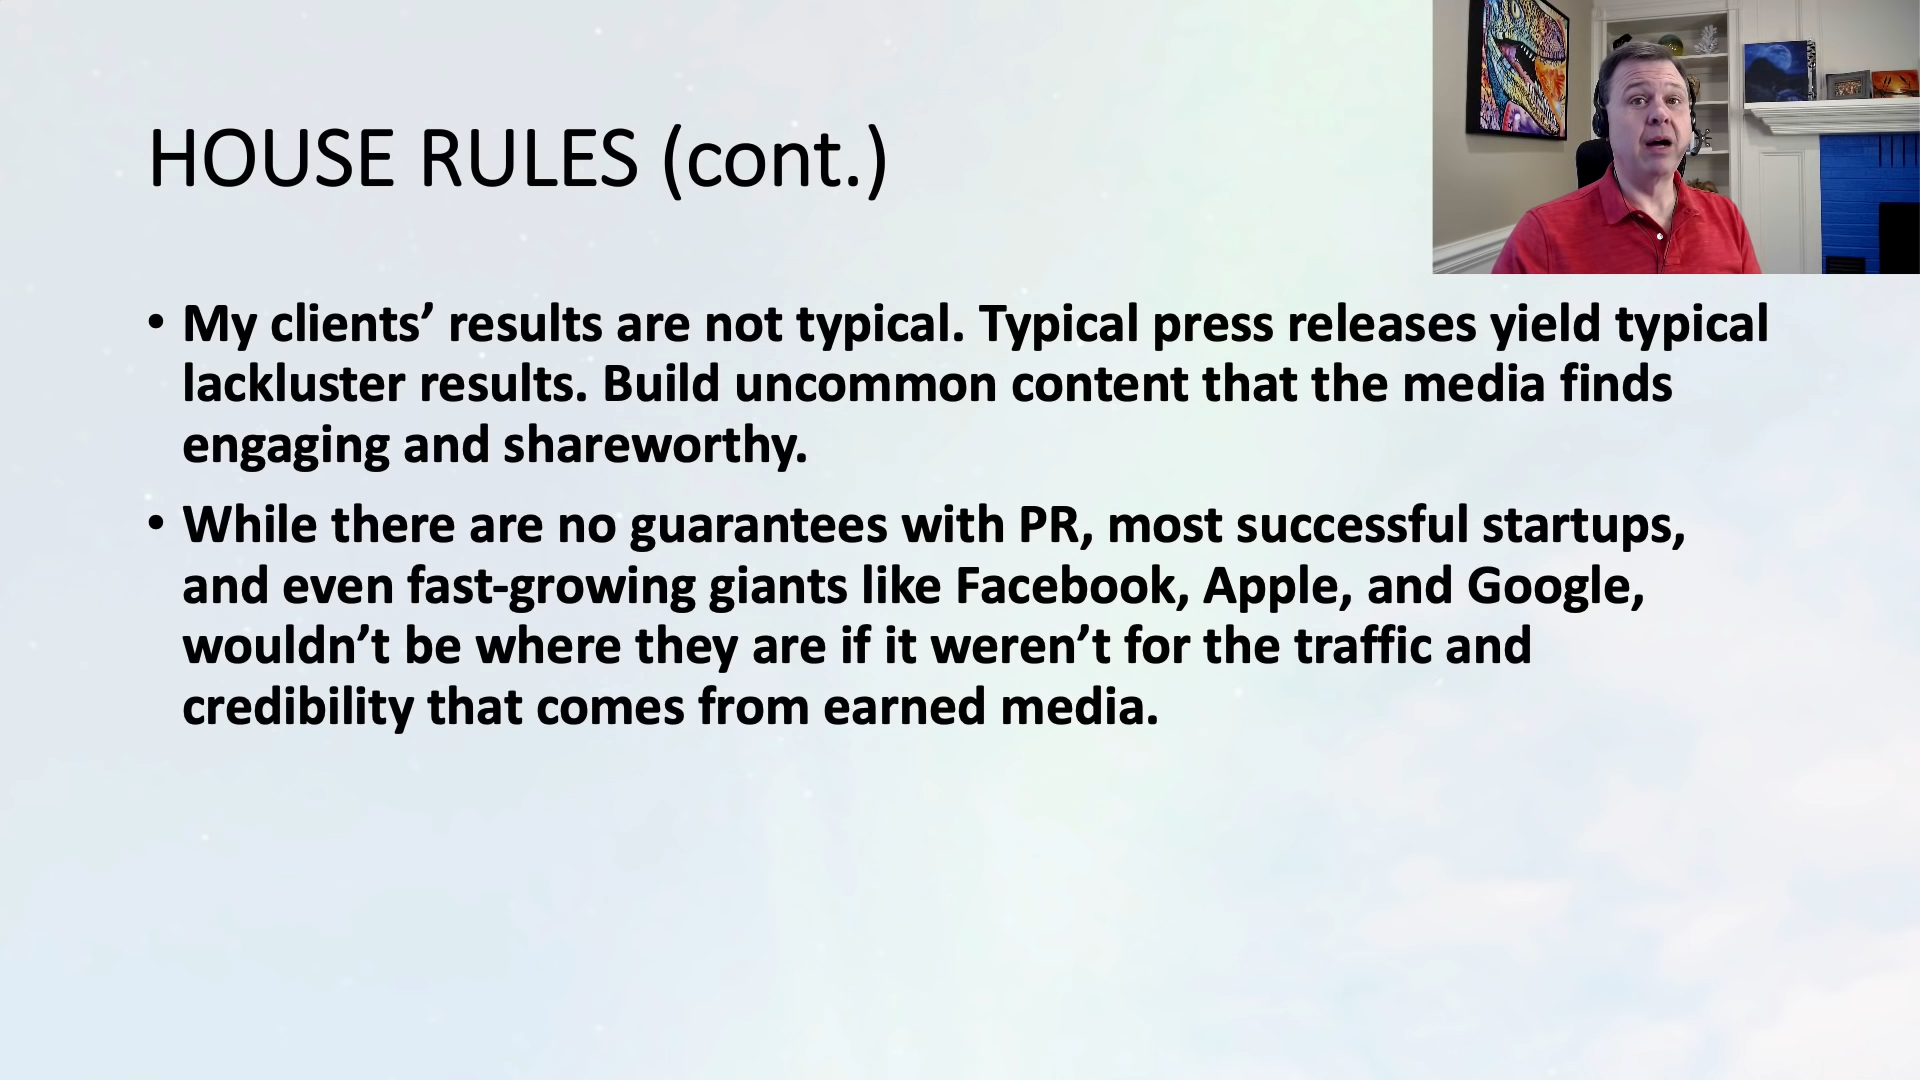 HOUSE RULES (cont.)
• My clients’ results are not typical. Typical press releases yield typical
lackluster results. Build uncommon content that the media finds
engaging and shareworthy.
• While there are no guarantees with PR, most successful startups,
and even fast-growing giants like Facebook, Apple, and Google,
wouldn’t be where they are if it weren’t for the traffic and
credibility that comes from earned media.